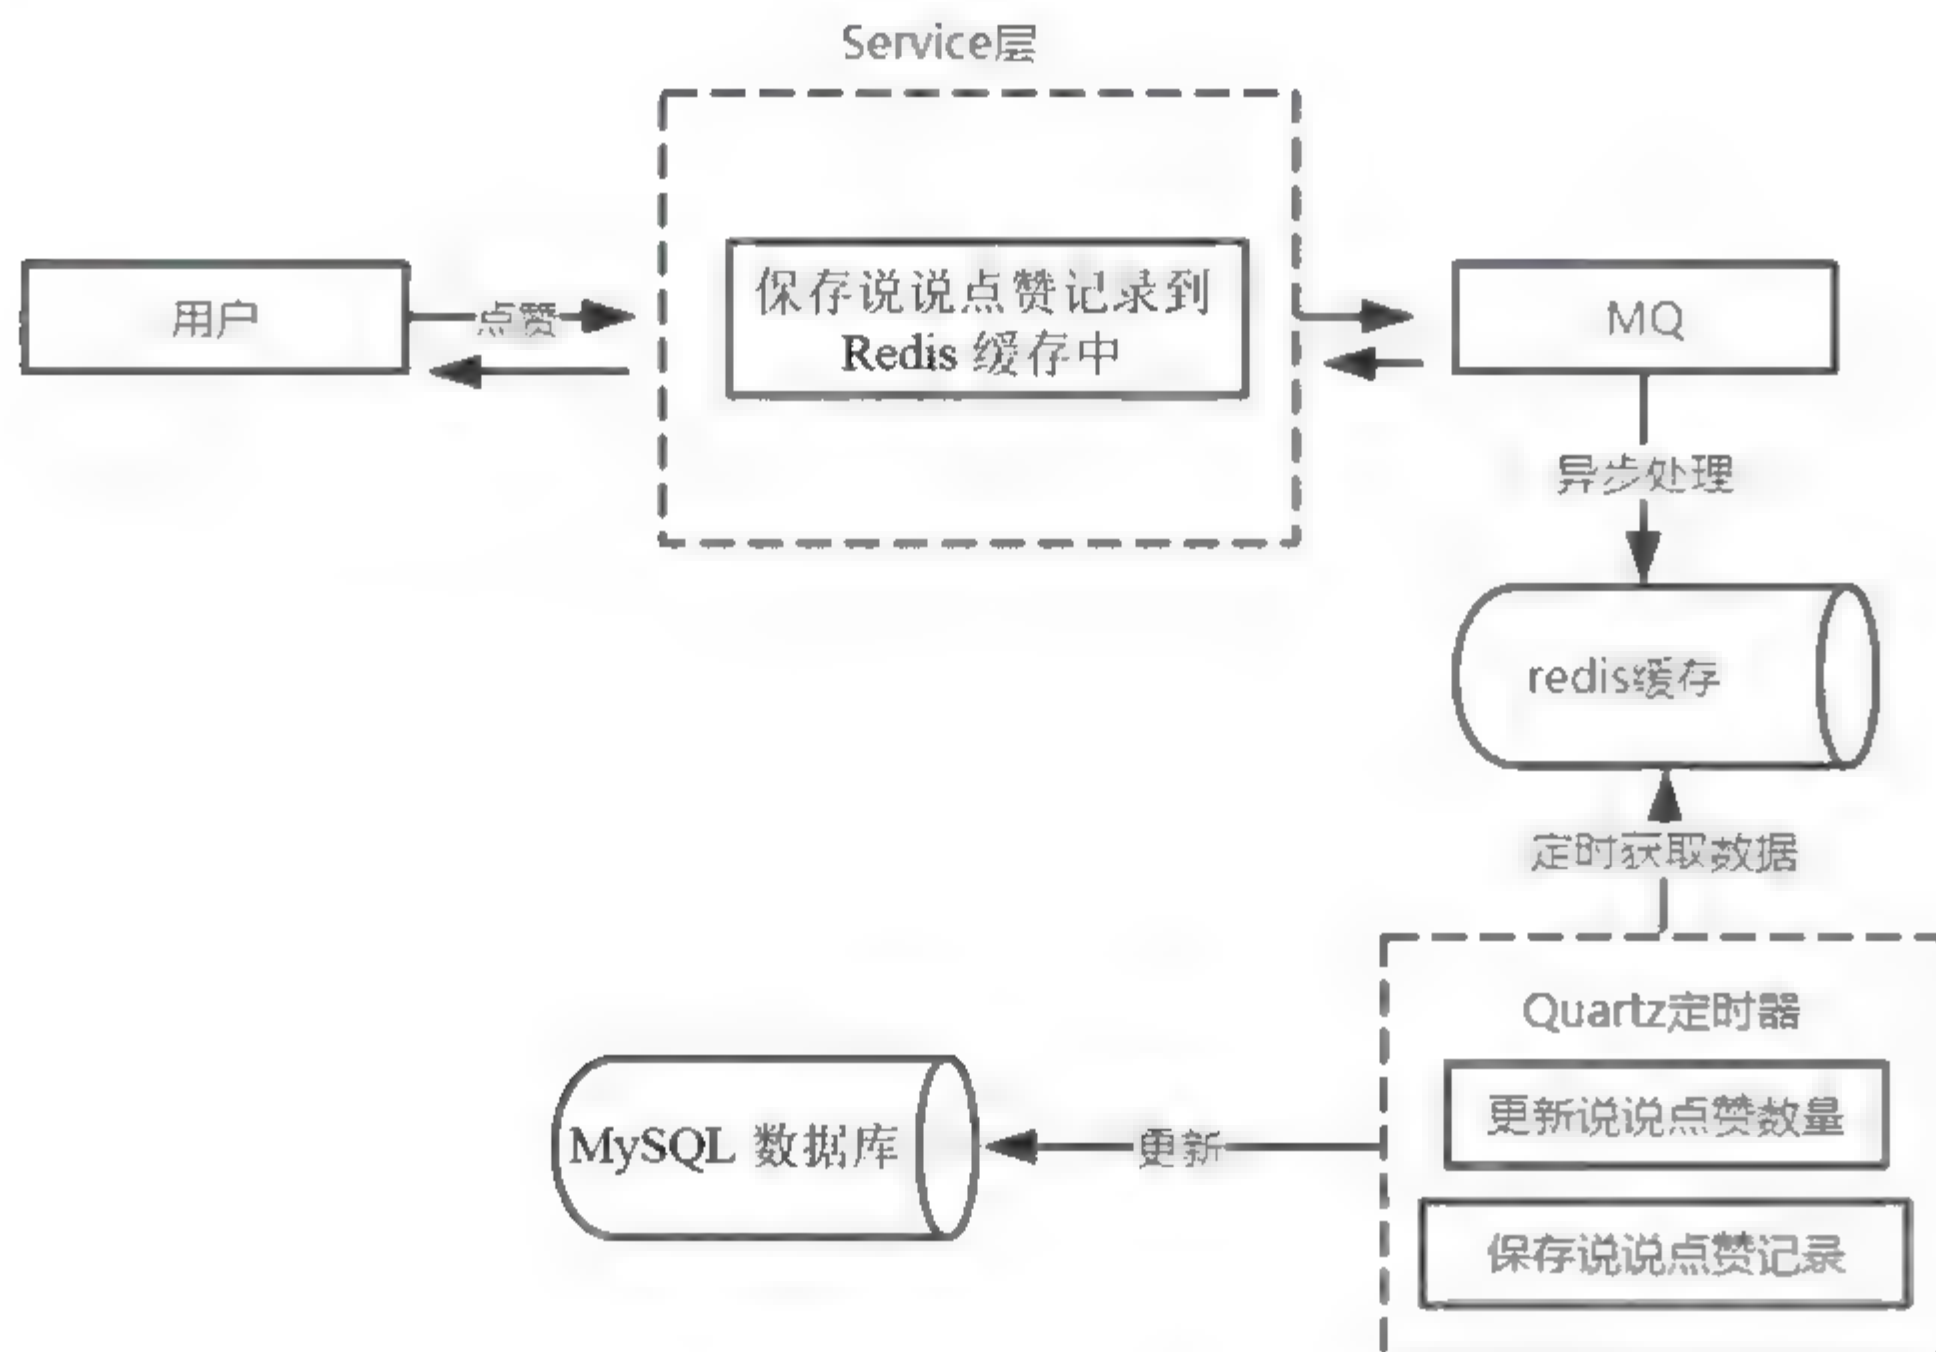 Service层
用户
点赞
保存说说点赞记录到
Redis 缓存中
MQ
异步处理
redis缓存
定时获取数据
Quartz定时器
更新说说点赞数量
MySQL 数据库
更新
保存说说点赞记录